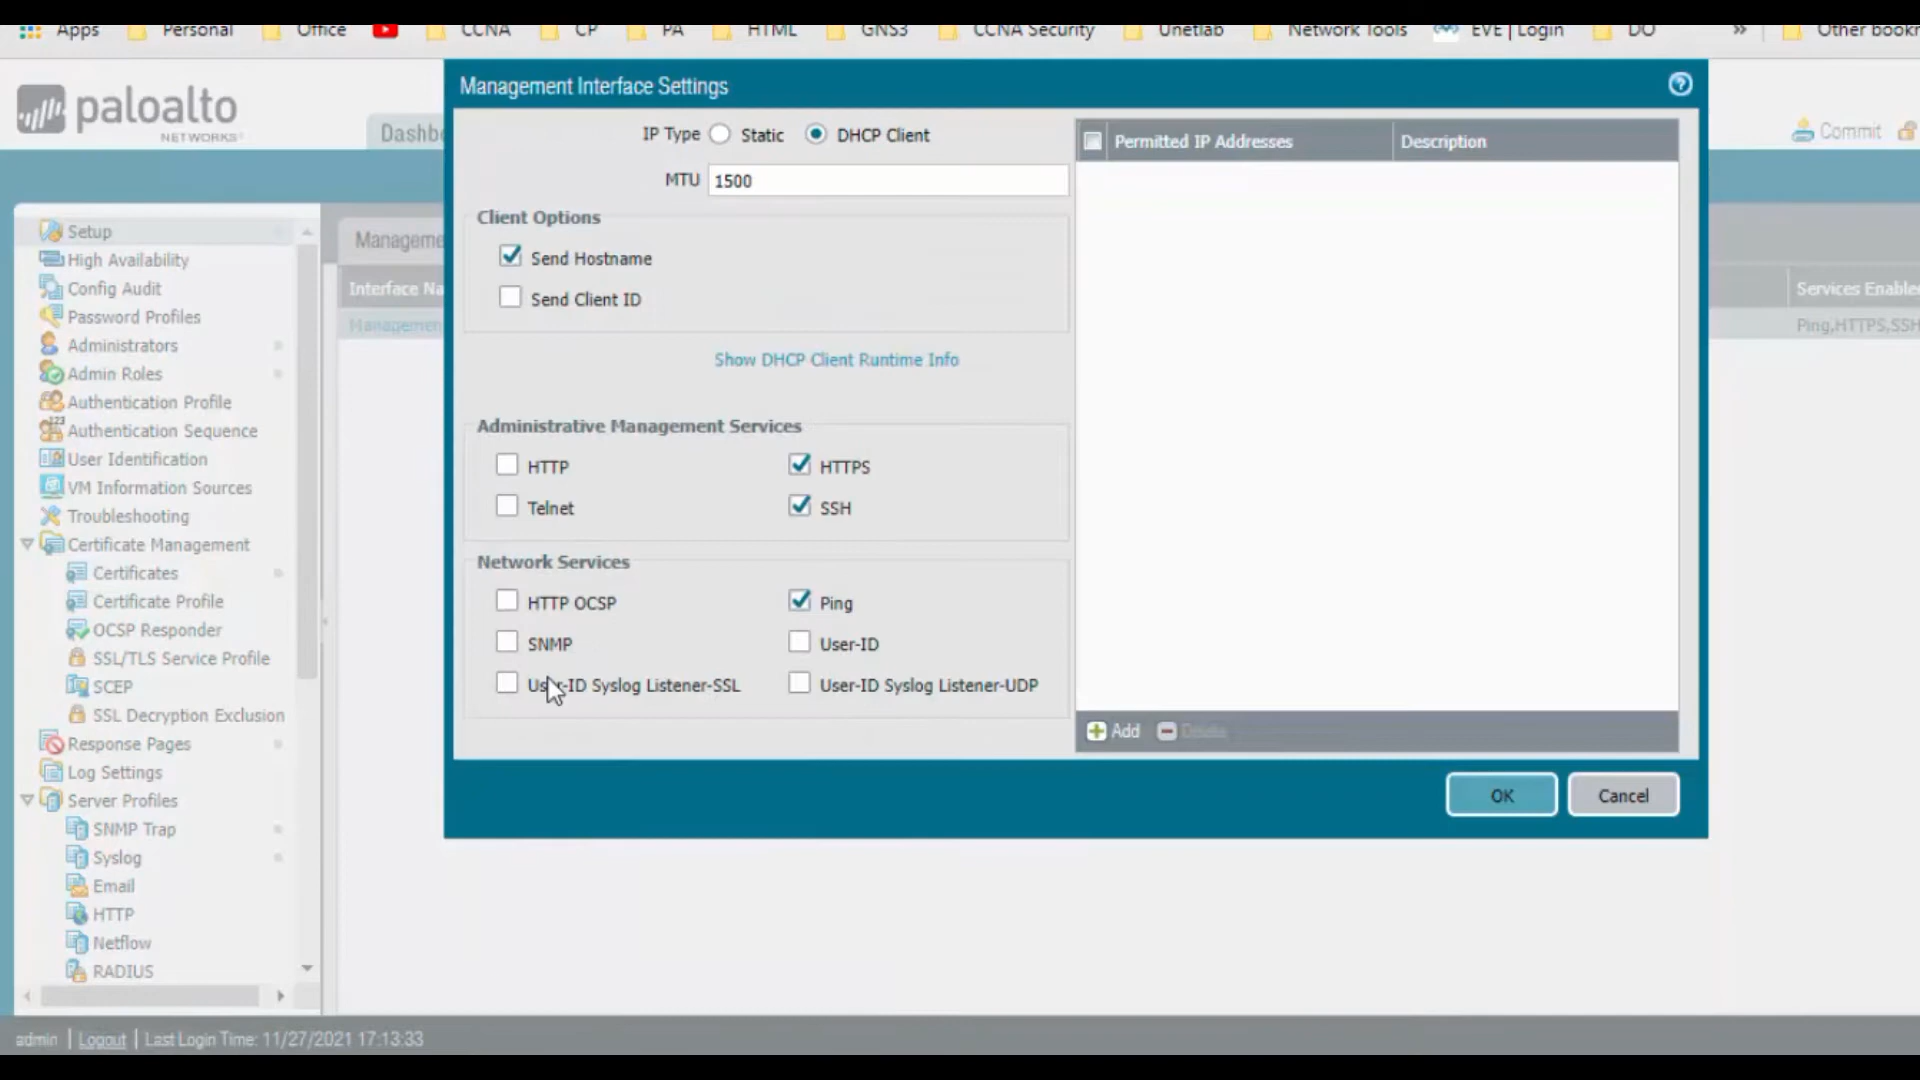 Apps Personal Office CCNA CP PA HTML GNS3 CCNA Security Unetlab Network Tools EVE | Login DO » Other bookr
paloalto
NETWORKS
Dashbo
Commit
Management Interface Settings
IP Type Static DHCP Client
MTU 1500
Client Options
Send Hostname
Send Client ID
Show DHCP Client Runtime Info
Administrative Management Services
HTTP HTTPS
Telnet SSH
Network Services
HTTP OCSP Ping
SNMP User-ID
User-ID Syslog Listener-SSL User-ID Syslog Listener-UDP
Permitted IP Addresses Description
Add Delete
OK Cancel
Setup
High Availability
Config Audit
Password Profiles
Administrators
Admin Roles
Authentication Profile
Authentication Sequence
User Identification
VM Information Sources
Troubleshooting
Certificate Management
Certificates
Certificate Profile
OCSP Responder
SSL/TLS Service Profile
SCEP
SSL Decryption Exclusion
Response Pages
Log Settings
Server Profiles
SNMP Trap
Syslog
Email
HTTP
Netflow
RADIUS
Manageme
Interface Na
Management
Services Enabled
Ping,HTTPS,SSH
admin | Logout | Last Login Time: 11/27/2021 17:13:33